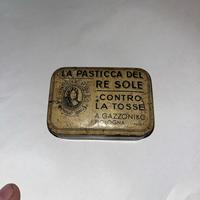 LA PASTICCA DEL
RE SOLE
CONTRO
LA TOSSE
A. GAZZONI & C
BOLOGNA